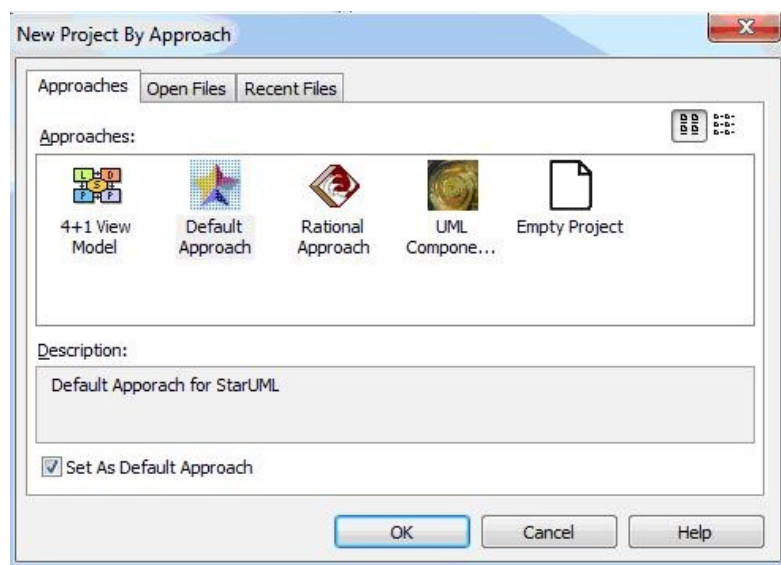 New Project By Approach
Approaches
Open Files
Recent Files
Approaches:
4+1 View
Model
Default
Approach
Rational
Approach
UML
Compone...
Empty Project
Description:
Default Apporach for StarUML
Set As Default Approach
OK
Cancel
Help